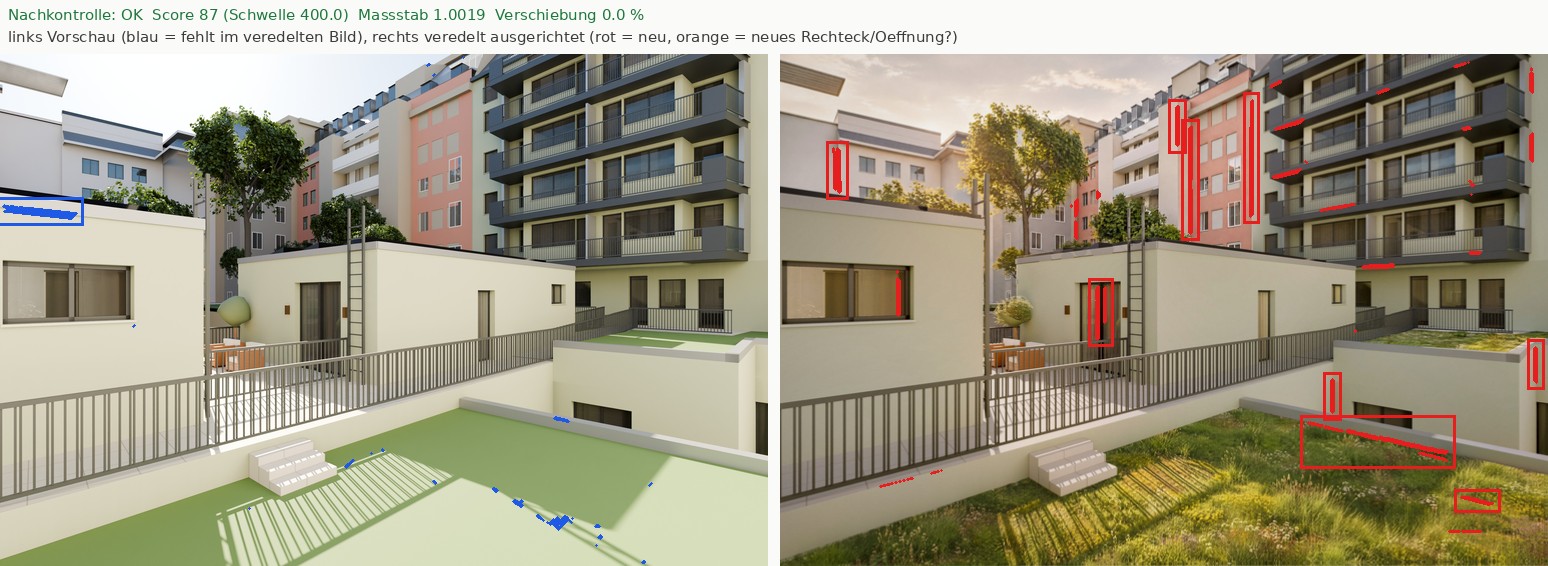 Nachkontrolle: OK  Score 87 (Schwelle 400.0)  Massstab 1.0019  Verschiebung 0.0 %
links Vorschau (blau = fehlt im veredelten Bild), rechts veredelt ausgerichtet (rot = neu, orange = neues Rechteck/Oeffnung?)